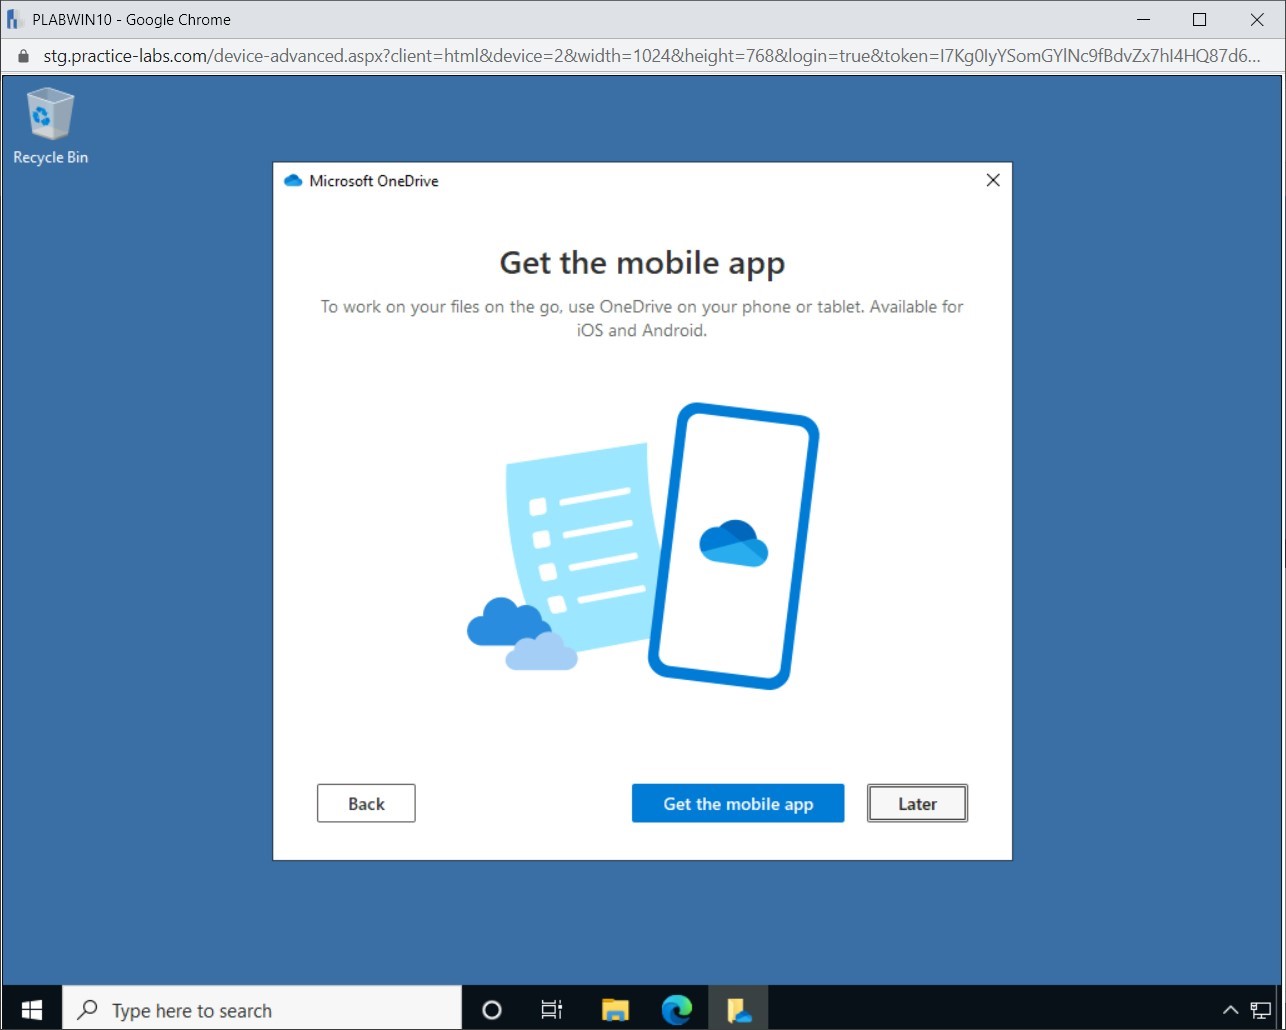 PLABWIN10 - Google Chrome
stg.practice-labs.com/device-advanced.aspx?client=html&device=2&width=1024&height=768&login=true&token=I7Kg0IyYSomGYlNc9fBdvZx7hI4HQ87d6...
Recycle Bin
Microsoft OneDrive
Get the mobile app
To work on your files on the go, use OneDrive on your phone or tablet. Available for
iOS and Android.
Back
Get the mobile app
Later
Type here to search